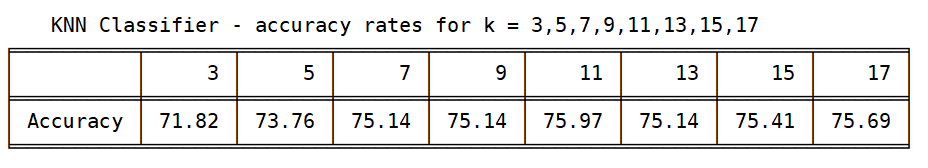 KNN Classifier - accuracy rates for k = 3,5,7,9,11,13,15,17
3 5 7 9 11 13 15 17
Accuracy 71.82 73.76 75.14 75.14 75.97 75.14 75.41 75.69